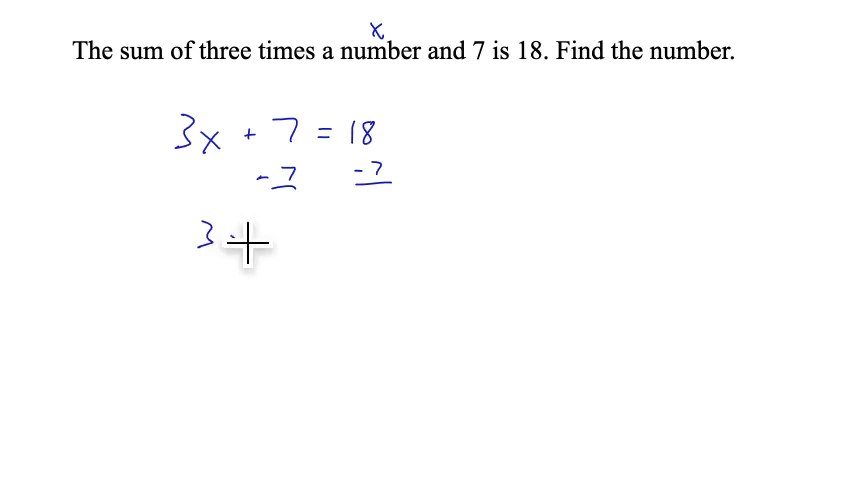 x
The sum of three times a number and 7 is 18. Find the number.
3x + 7 = 18
- 7 - 7
3